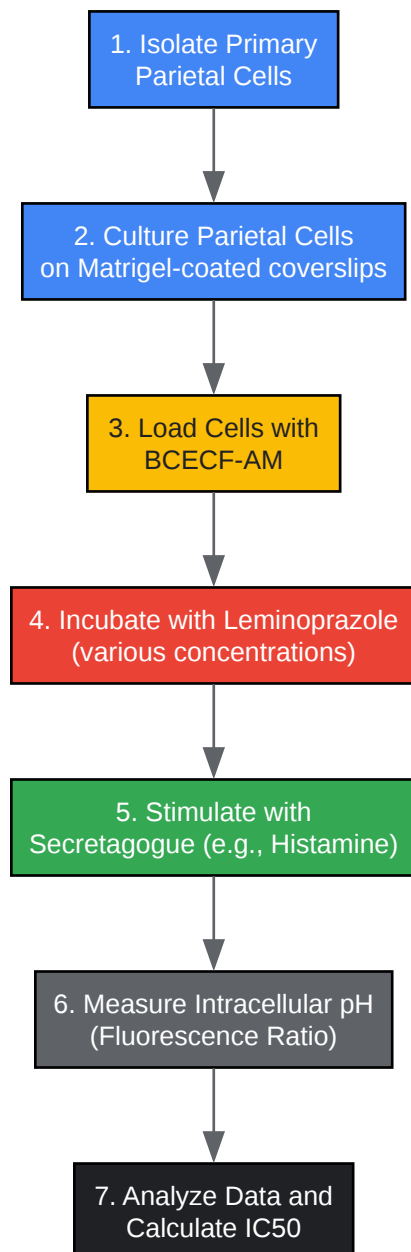 1. Isolate Primary
Parietal Cells
2. Culture Parietal Cells
on Matrigel-coated coverslips
3. Load Cells with
BCECF-AM
4. Incubate with Leminoprazole
(various concentrations)
5. Stimulate with
Secretagogue (e.g., Histamine)
6. Measure Intracellular pH
(Fluorescence Ratio)
7. Analyze Data and
Calculate IC50